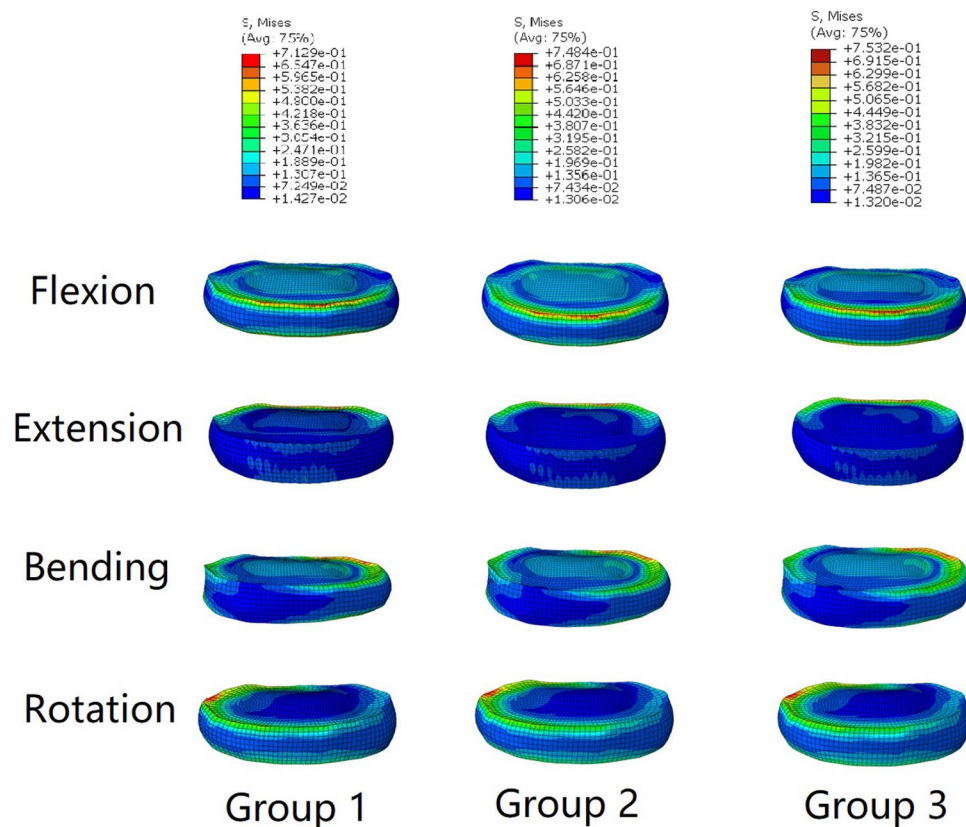 S, Mises
(Avg: 75%)
+7.129e-01
+6.547e-01
+5.965e-01
+5.382e-01
+4.800e-01
+4.218e-01
+3.636e-01
+3.054e-01
+2.471e-01
+1.889e-01
+1.307e-01
+7.249e-02
+1.427e-02
S, Mises
(Avg: 75%)
+7.484e-01
+6.871e-01
+6.258e-01
+5.646e-01
+5.033e-01
+4.420e-01
+3.807e-01
+3.195e-01
+2.582e-01
+1.969e-01
+1.356e-01
+7.434e-02
+1.306e-02
S, Mises
(Avg: 75%)
+7.532e-01
+6.915e-01
+6.299e-01
+5.682e-01
+5.065e-01
+4.449e-01
+3.832e-01
+3.215e-01
+2.599e-01
+1.982e-01
+1.365e-01
+7.487e-02
+1.320e-02
Flexion
Extension
Bending
Rotation
Group 1
Group 2
Group 3